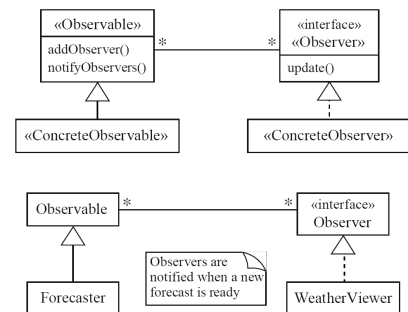 «Observable»
addObserver()
notifyObservers()
*
*
«interface»
«Observer»
update()
«ConcreteObservable»
«ConcreteObserver»
Observable
*
*
«interface»
Observer
Observers are
notified when a new
forecast is ready
Forecaster
WeatherViewer